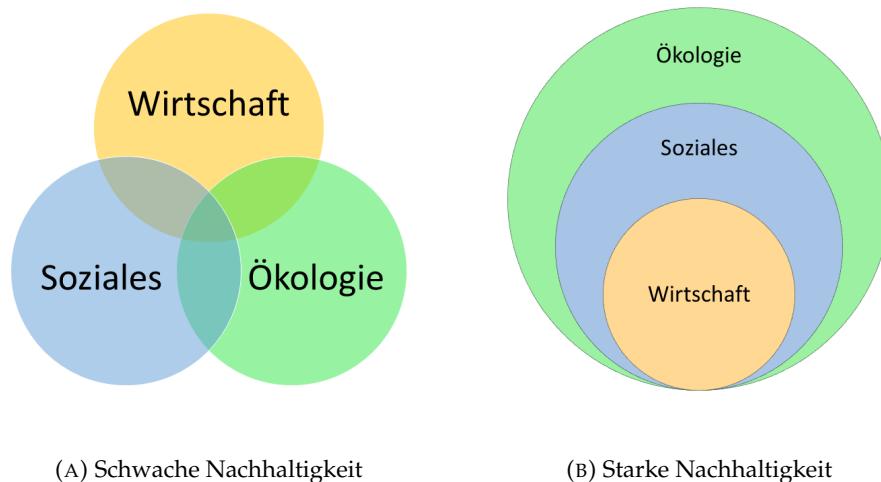 Wirtschaft
Soziales
Ökologie
(A) Schwache Nachhaltigkeit
Ökologie
Soziales
Wirtschaft
(B) Starke Nachhaltigkeit